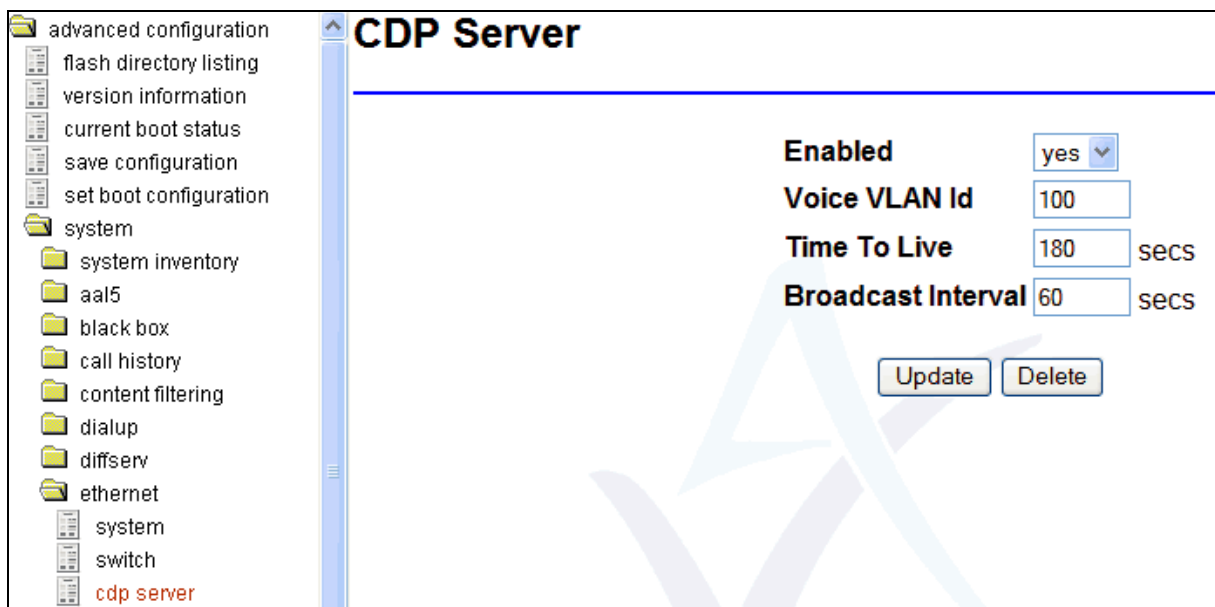 advanced configuration
flash directory listing
version information
current boot status
save configuration
set boot configuration
system
system inventory
aal5
black box
call history
content filtering
dialup
diffserv
ethernet
system
switch
cdp server
CDP Server
Enabled yes
Voice VLAN Id 100
Time To Live 180 secs
Broadcast Interval 60 secs
Update Delete